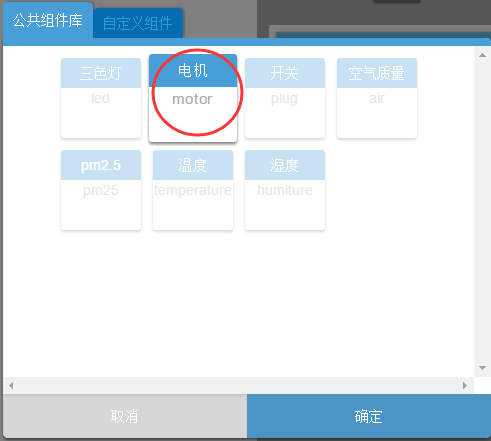 公共组件库 自定义组件
三色灯 电机 开关 空气质量
led motor plug air
pm2.5 温度 湿度
pm25 temperature humiture
取消 确定